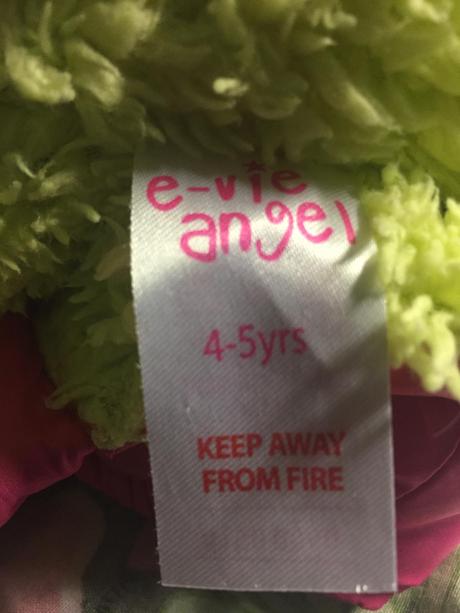 e-vie
angel
4-5yrs
KEEP AWAY
FROM FIRE